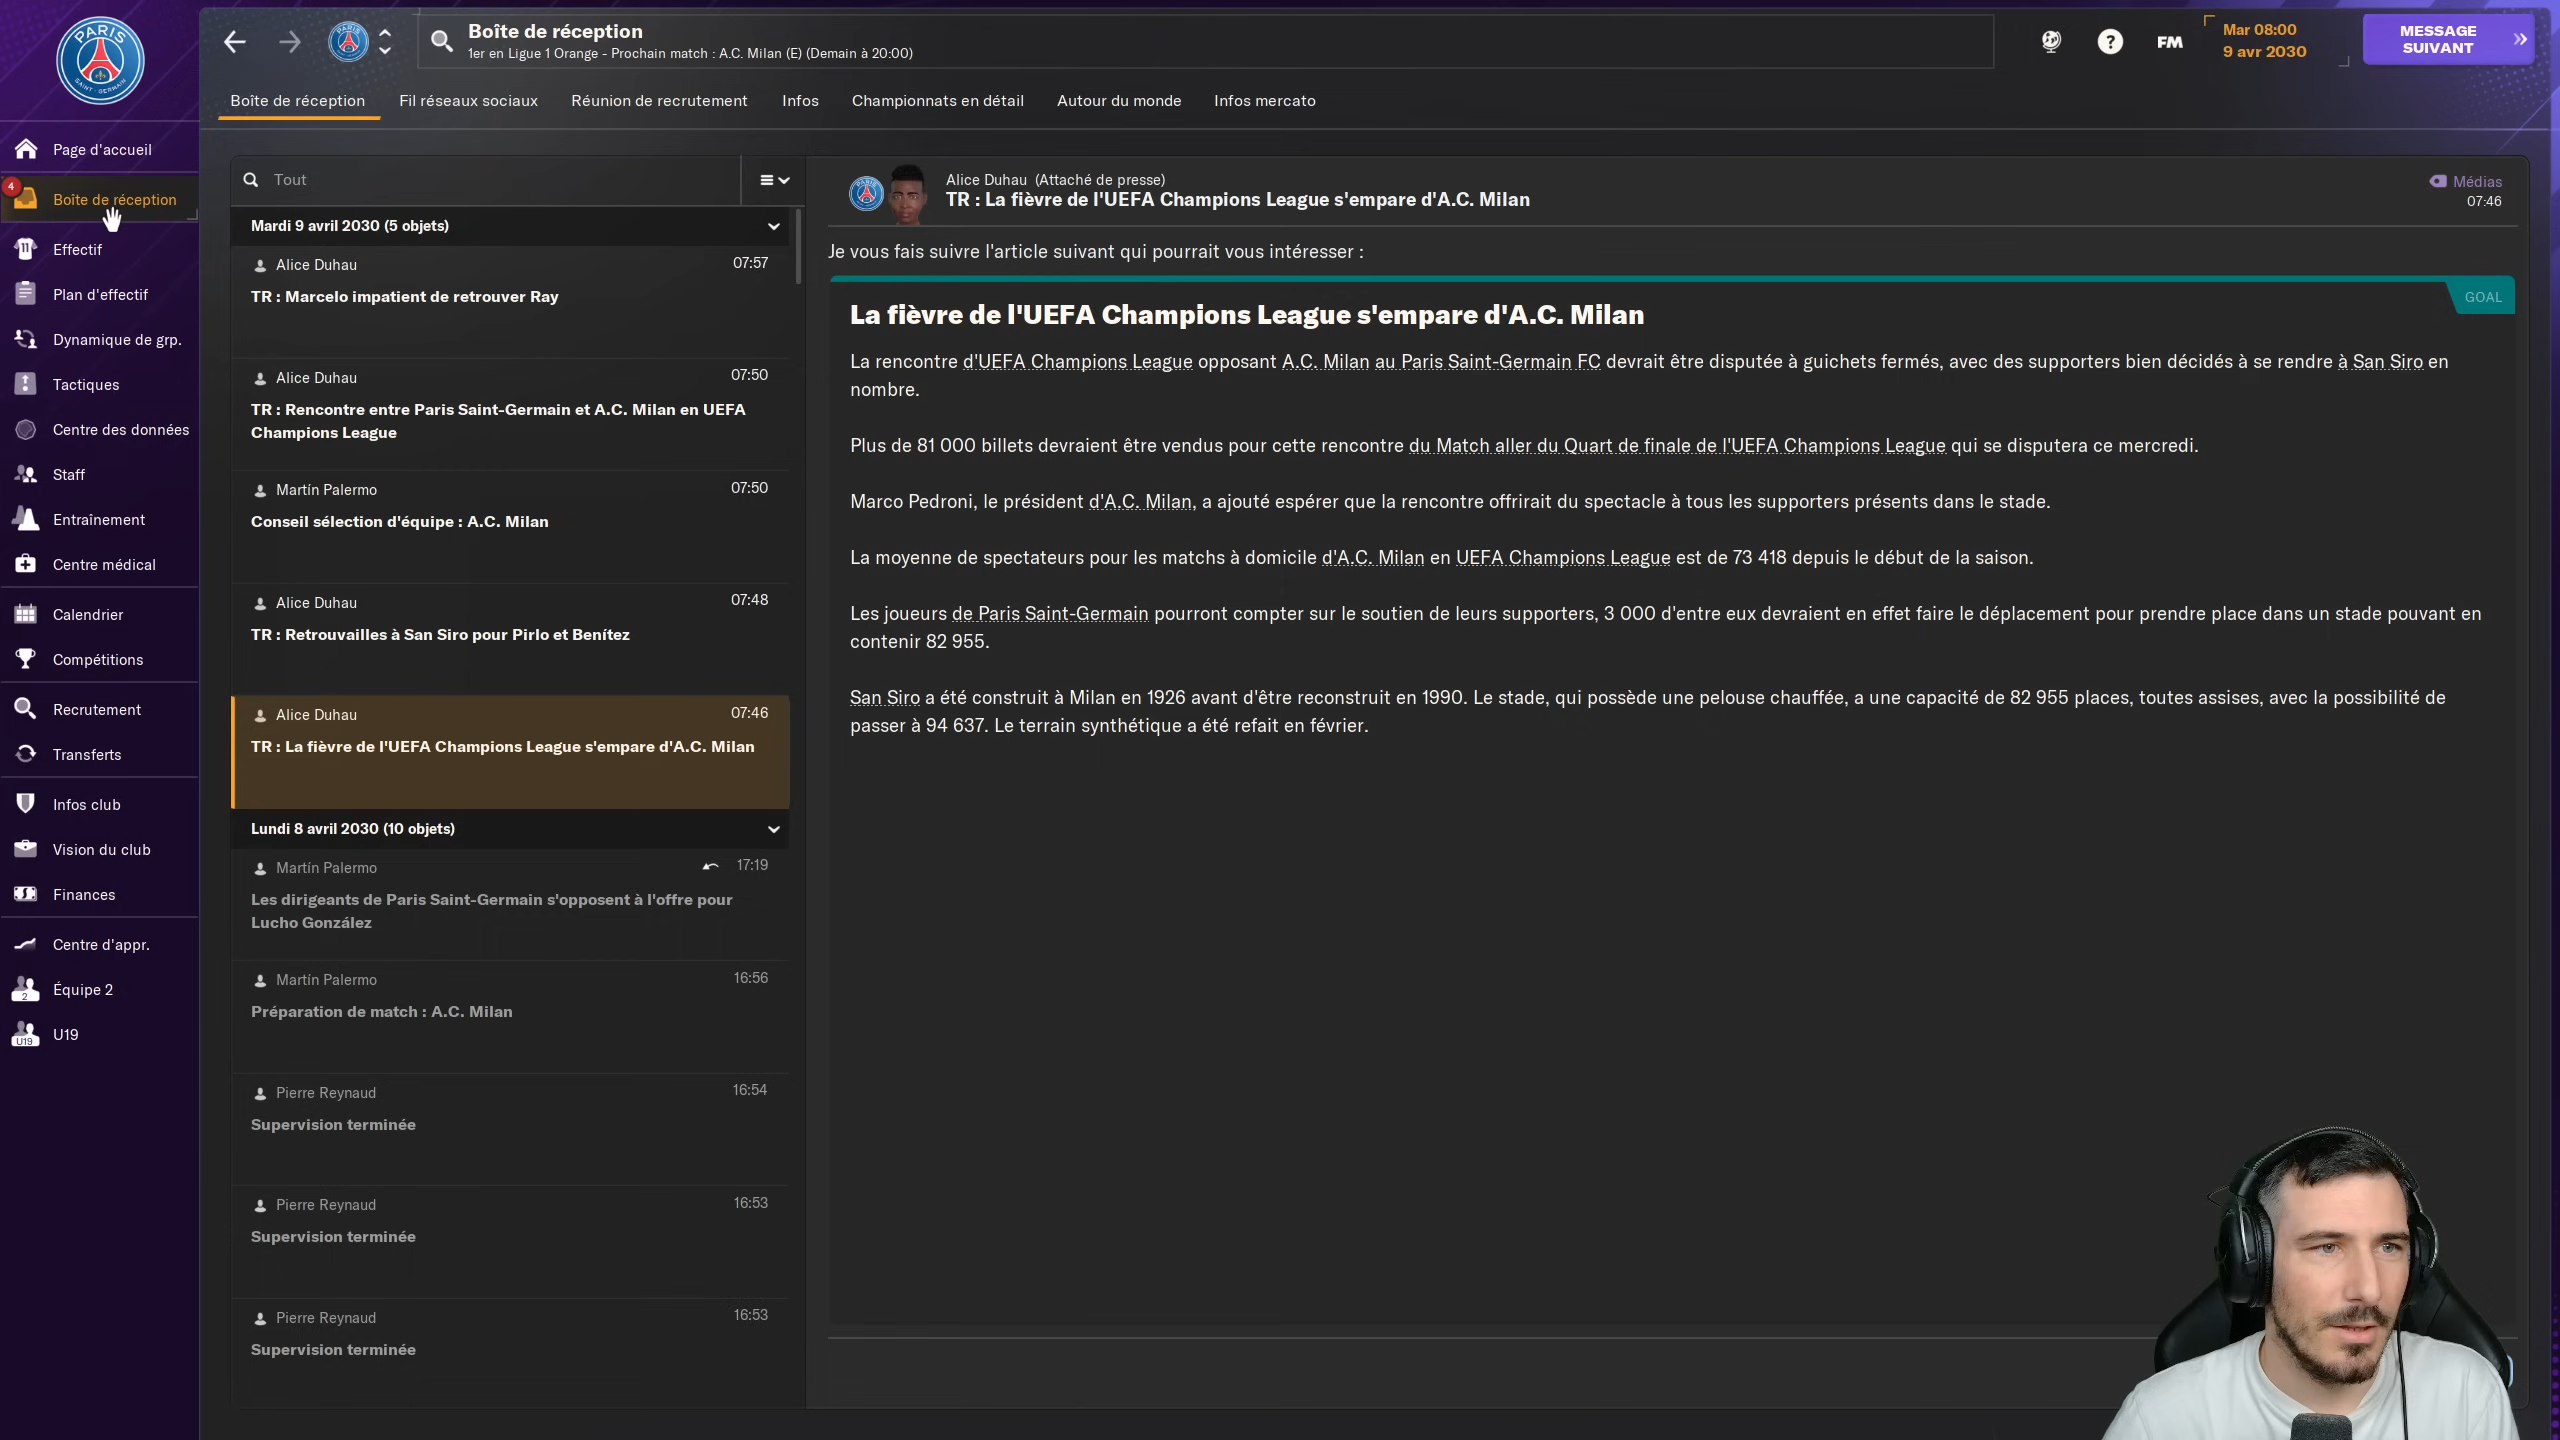 PARIS
SAINT-GERMAIN
Boîte de réception
1er en Ligue 1 Orange - Prochain match : A.C. Milan (E) (Demain à 20:00)
FM
Mar 08:00
9 avr 2030
MESSAGE
SUIVANT
Boîte de réception
Fil réseaux sociaux
Réunion de recrutement
Infos
Championnats en détail
Autour du monde
Infos mercato
Page d'accueil
4
Boîte de réception
Effectif
Plan d'effectif
Dynamique de grp.
Tactiques
Centre des données
Staff
Entraînement
Centre médical
Calendrier
Compétitions
Recrutement
Transferts
Infos club
Vision du club
Finances
Centre d'appr.
2
Équipe 2
U19
U19
Tout
Mardi 9 avril 2030 (5 objets)
Alice Duhau
07:57
TR : Marcelo impatient de retrouver Ray
Alice Duhau
07:50
TR : Rencontre entre Paris Saint-Germain et A.C. Milan en UEFA
Champions League
Martín Palermo
07:50
Conseil sélection d'équipe : A.C. Milan
Alice Duhau
07:48
TR : Retrouvailles à San Siro pour Pirlo et Benítez
Alice Duhau
07:46
TR : La fièvre de l'UEFA Champions League s'empare d'A.C. Milan
Lundi 8 avril 2030 (10 objets)
Martín Palermo
17:19
Les dirigeants de Paris Saint-Germain s'opposent à l'offre pour
Lucho González
Martín Palermo
16:56
Préparation de match : A.C. Milan
Pierre Reynaud
16:54
Supervision terminée
Pierre Reynaud
16:53
Supervision terminée
Pierre Reynaud
16:53
Supervision terminée
Alice Duhau (Attaché de presse)
TR : La fièvre de l'UEFA Champions League s'empare d'A.C. Milan
Médias
07:46
Je vous fais suivre l'article suivant qui pourrait vous intéresser :
GOAL
La fièvre de l'UEFA Champions League s'empare d'A.C. Milan
La rencontre d'UEFA Champions League opposant A.C. Milan au Paris Saint-Germain FC devrait être disputée à guichets fermés, avec des supporters bien décidés à se rendre à San Siro en
nombre.
Plus de 81 000 billets devraient être vendus pour cette rencontre du Match aller du Quart de finale de l'UEFA Champions League qui se disputera ce mercredi.
Marco Pedroni, le président d'A.C. Milan, a ajouté espérer que la rencontre offrirait du spectacle à tous les supporters présents dans le stade.
La moyenne de spectateurs pour les matchs à domicile d'A.C. Milan en UEFA Champions League est de 73 418 depuis le début de la saison.
Les joueurs de Paris Saint-Germain pourront compter sur le soutien de leurs supporters, 3 000 d'entre eux devraient en effet faire le déplacement pour prendre place dans un stade pouvant en
contenir 82 955.
San Siro a été construit à Milan en 1926 avant d'être reconstruit en 1990. Le stade, qui possède une pelouse chauffée, a une capacité de 82 955 places, toutes assises, avec la possibilité de
passer à 94 637. Le terrain synthétique a été refait en février.